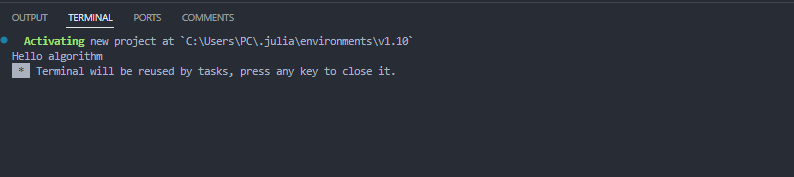 OUTPUT TERMINAL PORTS COMMENTS
Activating new project at `C:\Users\PC\.julia\environments\v1.10`
Hello algorithm
* Terminal will be reused by tasks, press any key to close it.